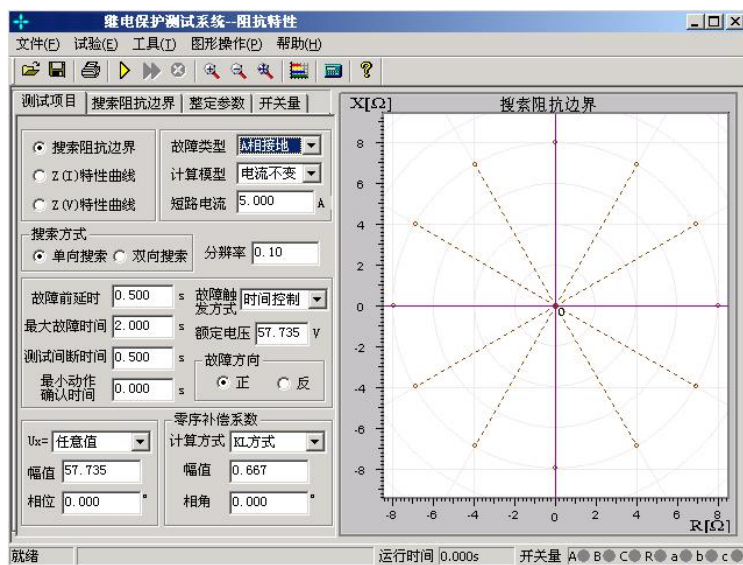 继电保护测试系统--阻抗特性
文件(F) 试验(E) 工具(T) 图形操作(P) 帮助(H)
测试项目 搜索阻抗边界 整定参数 开关量
搜索阻抗边界
Z(I)特性曲线
Z(V)特性曲线
故障类型 A相接地
计算模型 电流不变
短路电流 5.000 A
搜索方式
单向搜索 双向搜索 分辨率 0.10
故障前延时 0.500 s
最大故障时间 2.000 s
测试间断时间 0.500 s
最小动作
确认时间 0.000 s
故障触
发方式 时间控制
额定电压 57.735 V
故障方向
正 反
Ux= 任意值
幅值 57.735
相位 0.000 °
零序补偿系数
计算方式 KL方式
幅值 0.667
相角 0.000 °
X[Ω] 搜索阻抗边界
8
6
4
2
0
-2
-4
-6
-8
0
-8 -6 -4 -2 0 2 4 6 8
R[Ω]
就绪 运行时间 0.000s 开关量 A B C R a b c